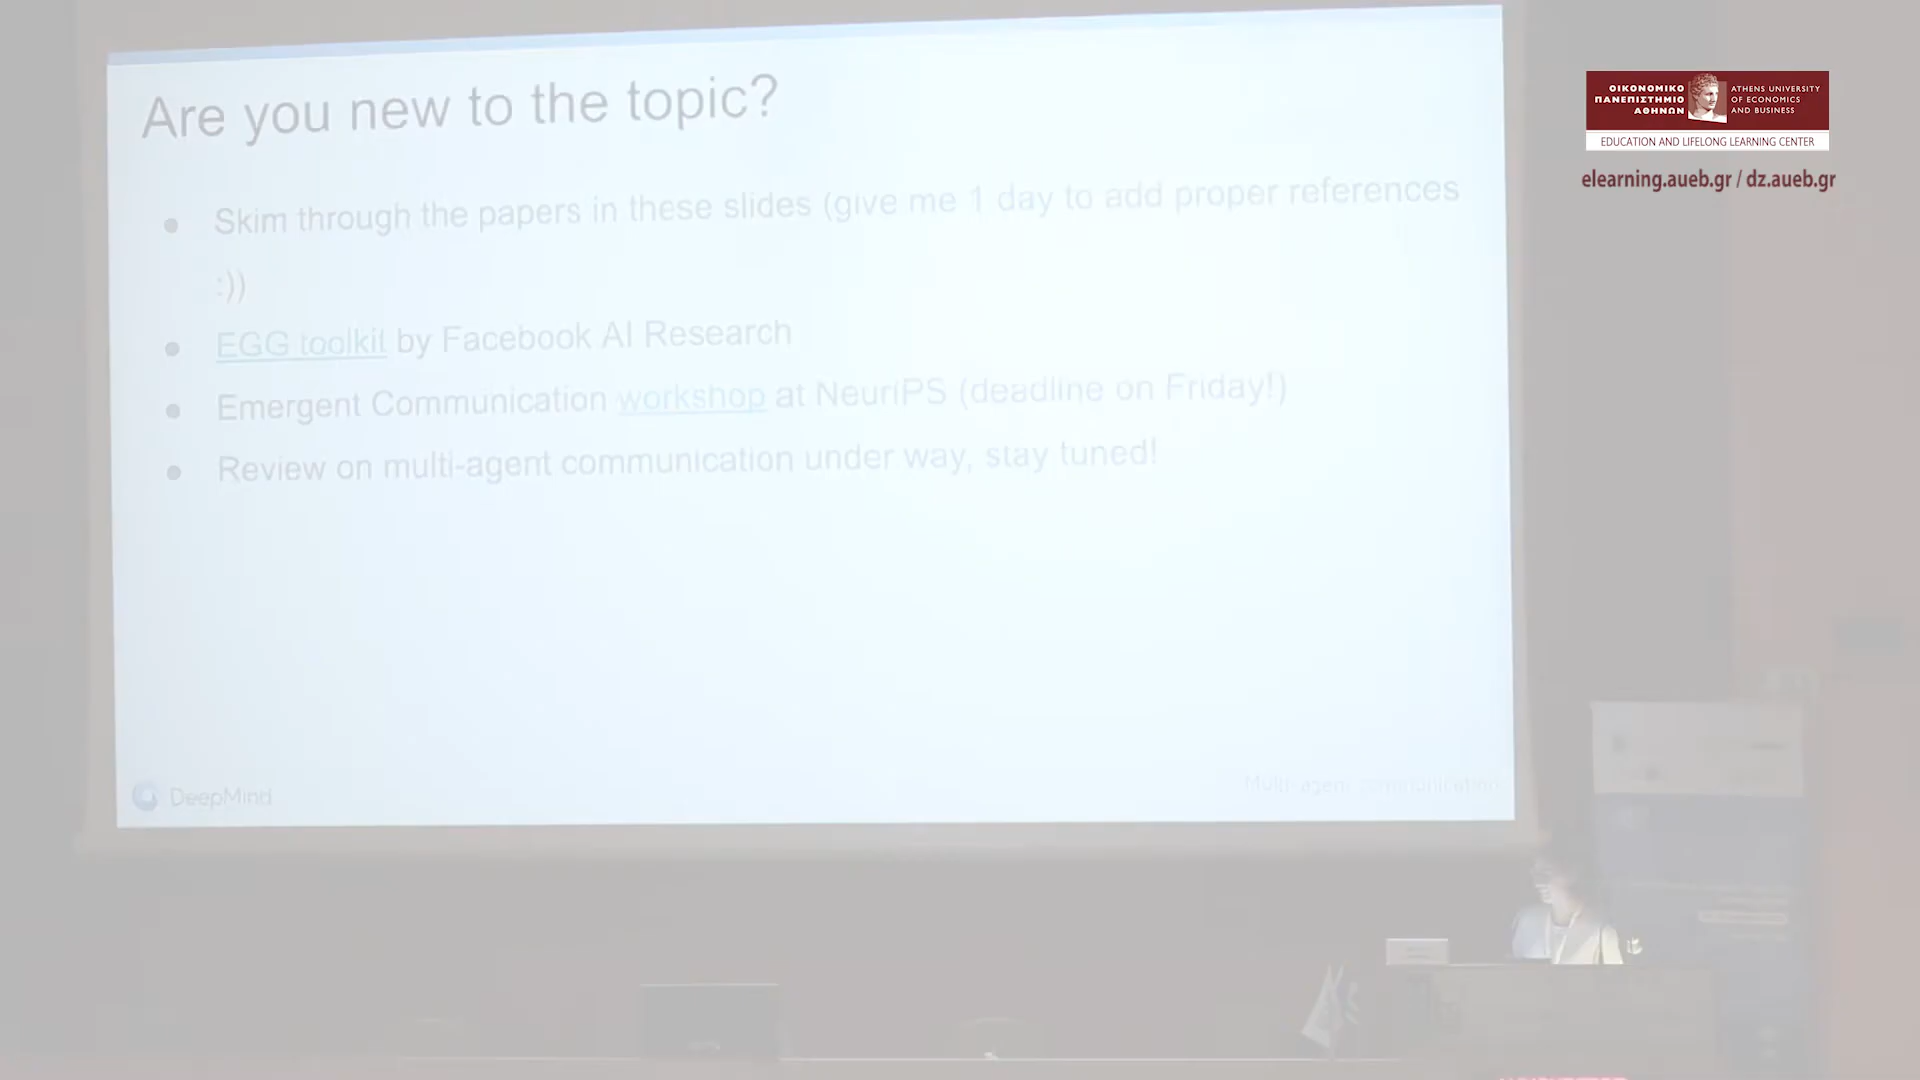 Are you new to the topic?
● Skim through the papers in these slides (give me 1 day to add proper references
:))
● EGG toolkit by Facebook AI Research
● Emergent Communication workshop at NeuriPS (deadline on Friday!)
● Review on multi-agent communication under way, stay tuned!
DeepMind
Multi-agent communication
ΟΙΚΟΝΟΜΙΚΟ
ΠΑΝΕΠΙΣΤΗΜΙΟ
ΑΘΗΝΩΝ
ATHENS UNIVERSITY
OF ECONOMICS
AND BUSINESS
EDUCATION AND LIFELONG LEARNING CENTER
elearning.aueb.gr / dz.aueb.gr